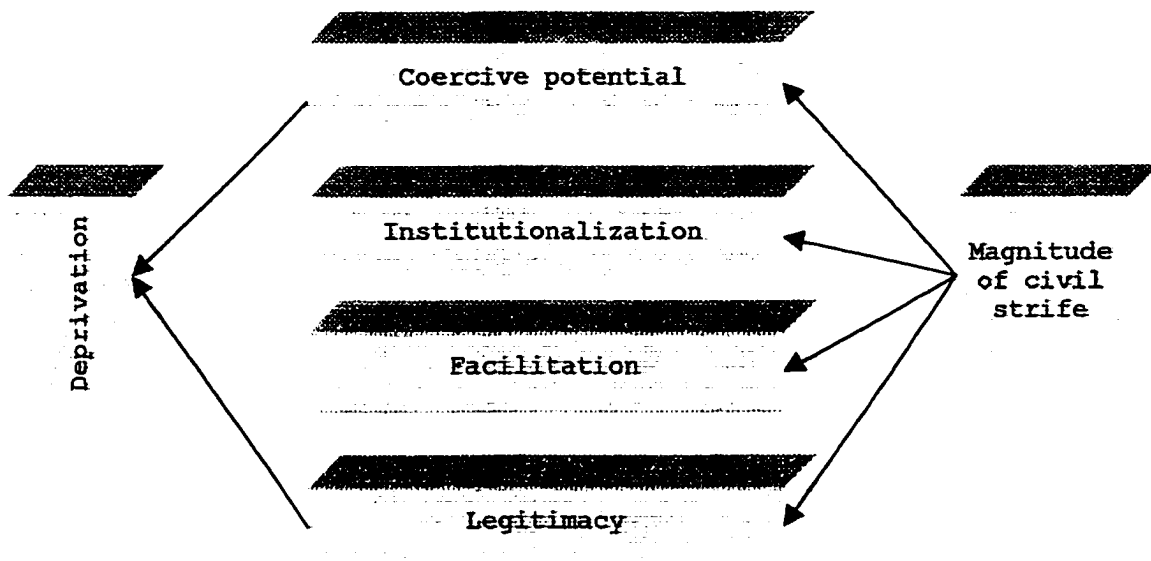 Coercive potential
Deprivation
Institutionalization
Magnitude
of civil
strife
Facilitation
Legitimacy